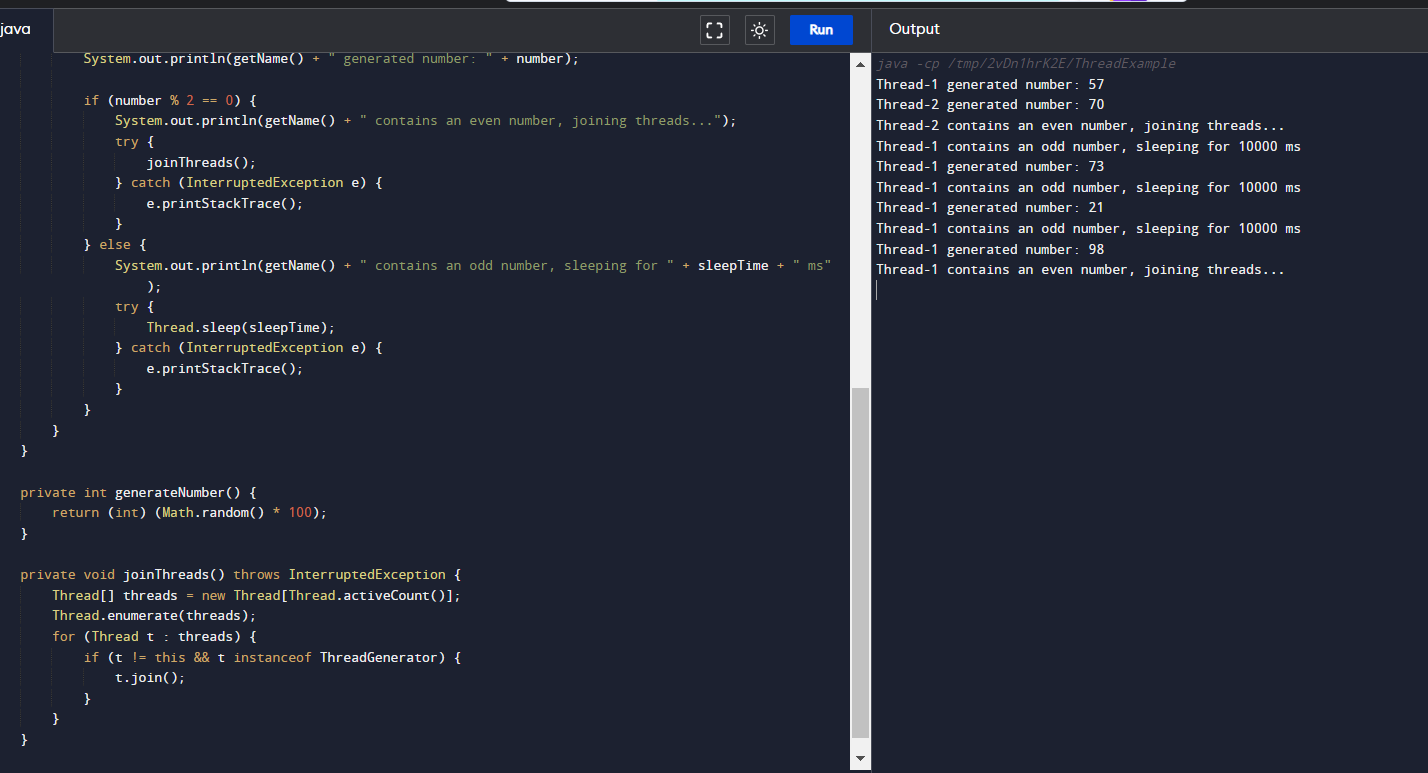 java
Run
Output
System.out.println(getName() + " generated number: " + number);
if (number % 2 == 0) {
System.out.println(getName() + " contains an even number, joining threads...");
try {
joinThreads();
} catch (InterruptedException e) {
e.printStackTrace();
}
} else {
System.out.println(getName() + " contains an odd number, sleeping for " + sleepTime + " ms"
);
try {
Thread.sleep(sleepTime);
} catch (InterruptedException e) {
e.printStackTrace();
}
}
}
}
private int generateNumber() {
return (int) (Math.random() * 100);
}
private void joinThreads() throws InterruptedException {
Thread[] threads = new Thread[Thread.activeCount()];
Thread.enumerate(threads);
for (Thread t : threads) {
if (t != this && t instanceof ThreadGenerator) {
t.join();
}
}
}
java -cp /tmp/2vDn1hrK2E/ThreadExample
Thread-1 generated number: 57
Thread-2 generated number: 70
Thread-2 contains an even number, joining threads...
Thread-1 contains an odd number, sleeping for 10000 ms
Thread-1 generated number: 73
Thread-1 contains an odd number, sleeping for 10000 ms
Thread-1 generated number: 21
Thread-1 contains an odd number, sleeping for 10000 ms
Thread-1 generated number: 98
Thread-1 contains an even number, joining threads...